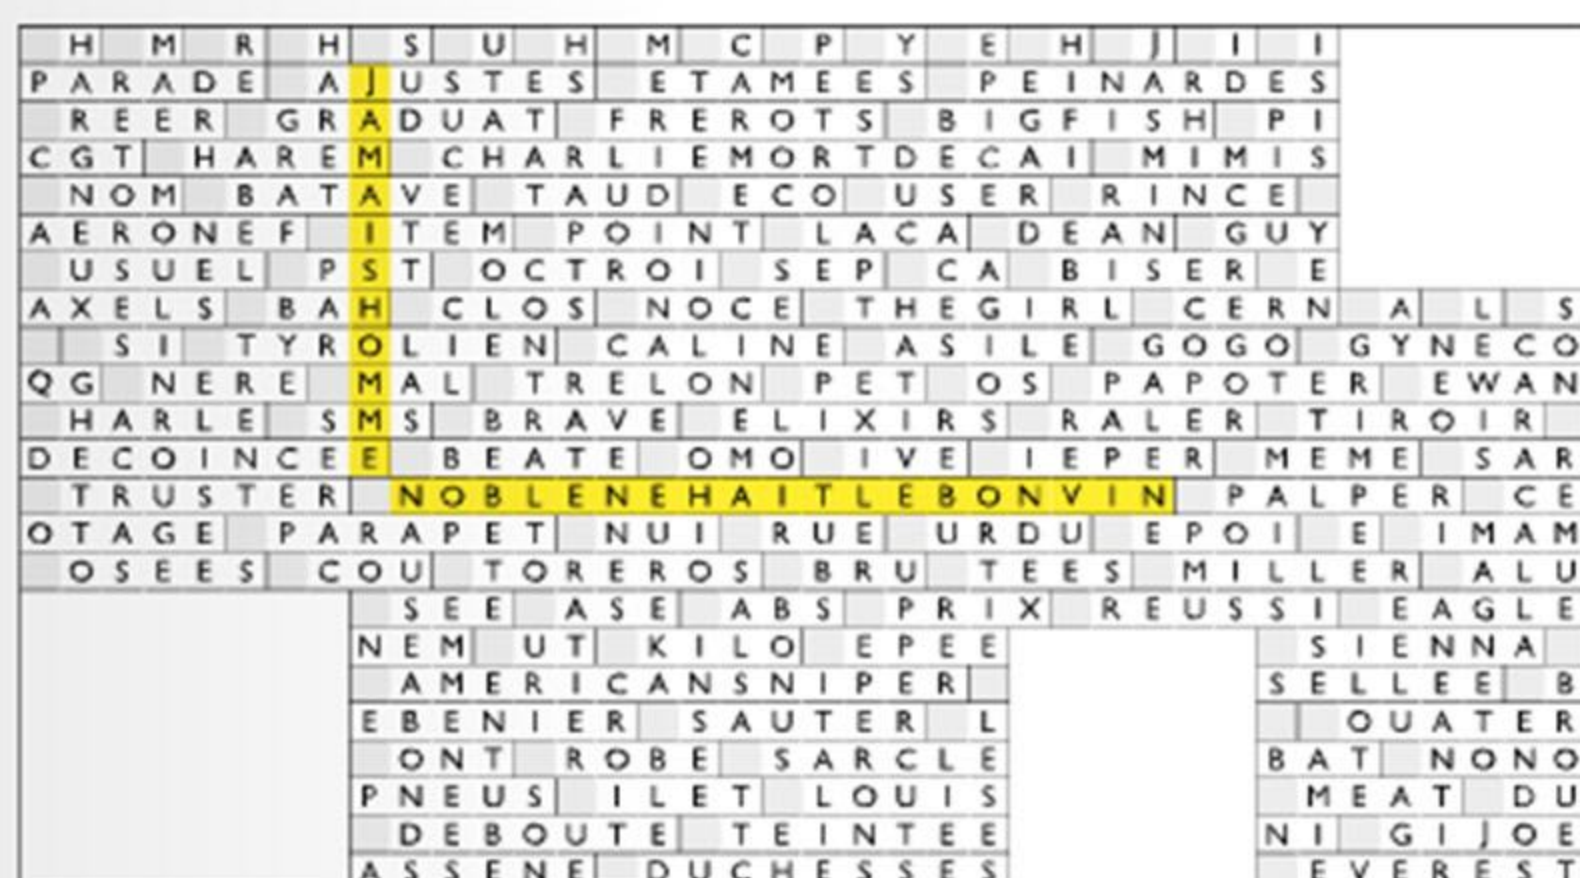 H M R H S U H M C P Y E H J I I
PARADE AJUSTES ETAMEES PEINARDES
REER GRADUAT FREROTS BIGFISH PI
CGT HAREM CHARLIEMORTDECAI MIMIS
NOM BATAVE TAUD ECO USER RINCE
AERONEF ITEM POINT LACA DEAN GUY
USUEL PST OCTROI SEP CA BISER E
AXELS BAH CLOS NOCE THEGIRL CERN A L S
SI TYROLIEN CALINE ASILE GOGO GYNECO
QG NERE MAL TRELON PET OS PAPOTER EWAN
HARLE SMS BRAVE ELIXIRS RALER TIROIR
DECOINCEE BEATE OMO IVE IEPER MEME SAR
TRUSTER NOBLENEHAITLEBONVIN PALPER CE
OTAGE PARAPET NUI RUE URDU EPOI E IMAM
OSEES COU TOREROS BRU TEES MILLER ALU
SEE ASE ABS PRIX REUSSI EAGLE
NEM UT KILO EPEE SIENNA
AMERICANSNIPER SELLEE B
EBENIER SAUTER L OUATER
ONT ROBE SARCLE BAT NONO
PNEUS ILET LOUIS MEAT DU
DEBOUTE TEINTEE NI GIJOE
ASSENE DUCHESSES EVEREST